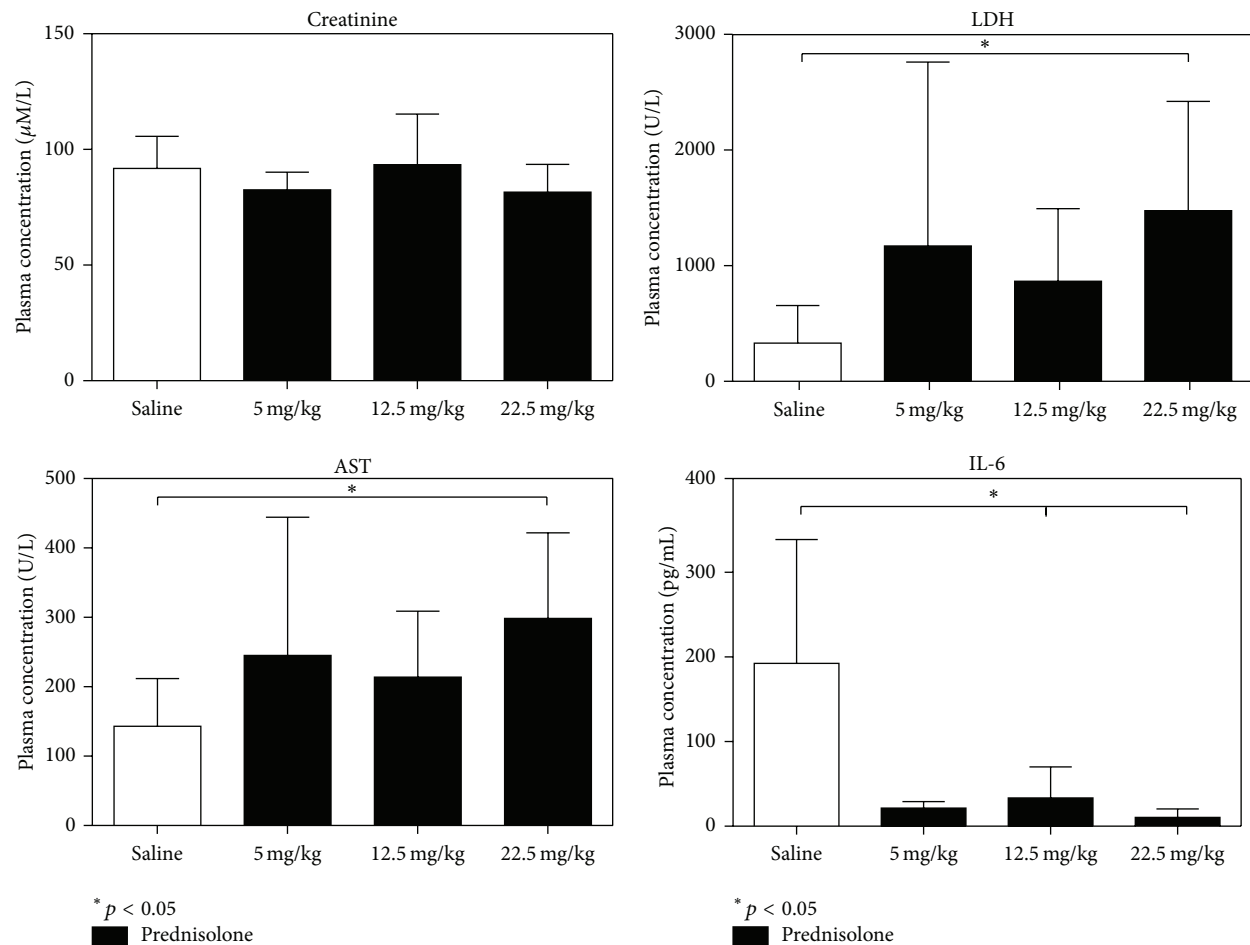 Creatinine
Plasma concentration (μM/L)
150
100
50
0
Saline 5 mg/kg 12.5 mg/kg 22.5 mg/kg
LDH
Plasma concentration (U/L)
3000
2000
1000
0
*
Saline 5 mg/kg 12.5 mg/kg 22.5 mg/kg
AST
Plasma concentration (U/L)
500
400
300
200
100
0
*
Saline 5 mg/kg 12.5 mg/kg 22.5 mg/kg
* p < 0.05
Prednisolone
IL-6
Plasma concentration (pg/mL)
400
300
200
100
0
*
Saline 5 mg/kg 12.5 mg/kg 22.5 mg/kg
* p < 0.05
Prednisolone